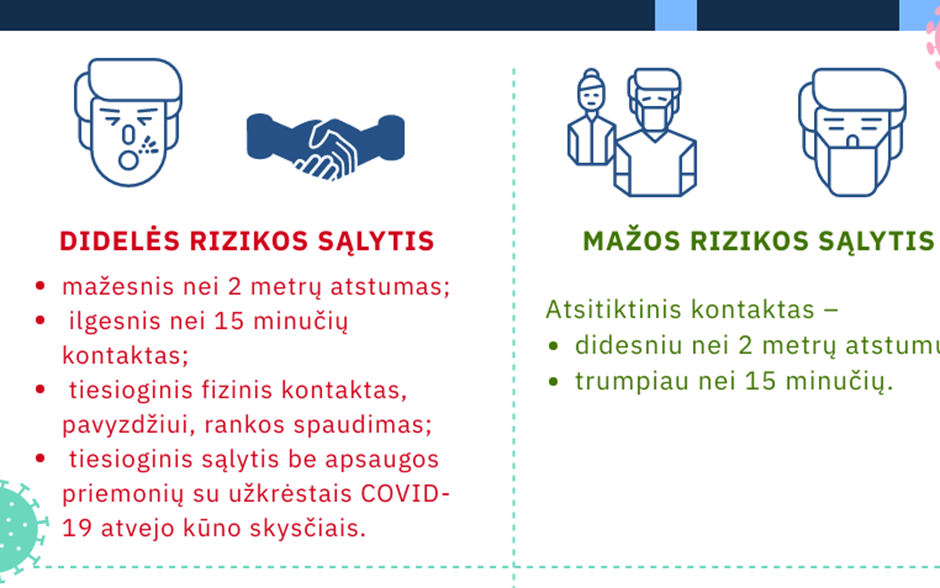 DIDELĖS RIZIKOS SĄLYTIS
• mažesnis nei 2 metrų atstumas;
• ilgesnis nei 15 minučių
kontaktas;
• tiesioginis fizinis kontaktas,
pavyzdžiui, rankos spaudimas;
• tiesioginis sąlytis be apsaugos
priemonių su užkrėstais COVID-
19 atvejo kūno skysčiais.
MAŽOS RIZIKOS SĄLYTIS
Atsitiktinis kontaktas –
• didesniu nei 2 metrų atstumu
• trumpiau nei 15 minučių.